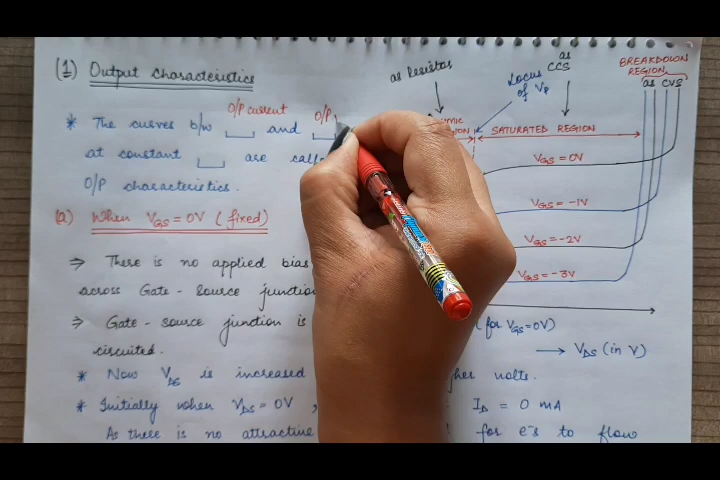 (1) Output characteristics
O/P current
O/P
* The curves b/w and
at constant are
O/P characteristics.
(a) When VGS = 0V (fixed)
⇒ There is no applied bias
across Gate - Source
⇒ Gate - source junction is
circuited.
* Now VDS is increased
volts.
* Initially when VDS = 0V , ID = 0 mA
As there is no attractive for e-s to flow
as Resistor
Locus
of VP
as
CCS
BREAKDOWN
REGION
as CVS
SATURATED REGION
VGS = 0V
VGS = -1V
VGS = -2V
VGS = -3V
(for VGS = 0V)
→ VDS (in V)